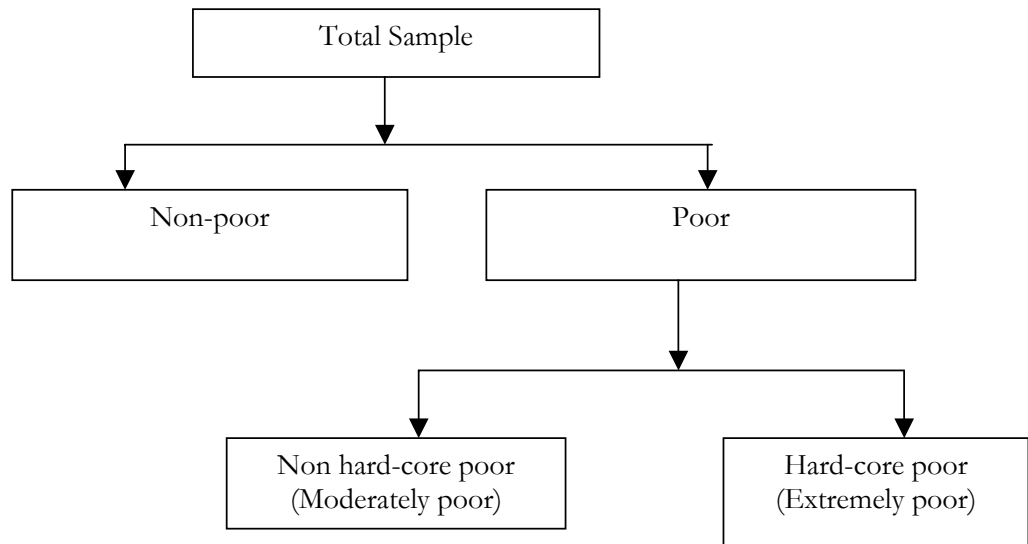 Total Sample
Non-poor
Poor
Non hard-core poor
(Moderately poor)
Hard-core poor
(Extremely poor)